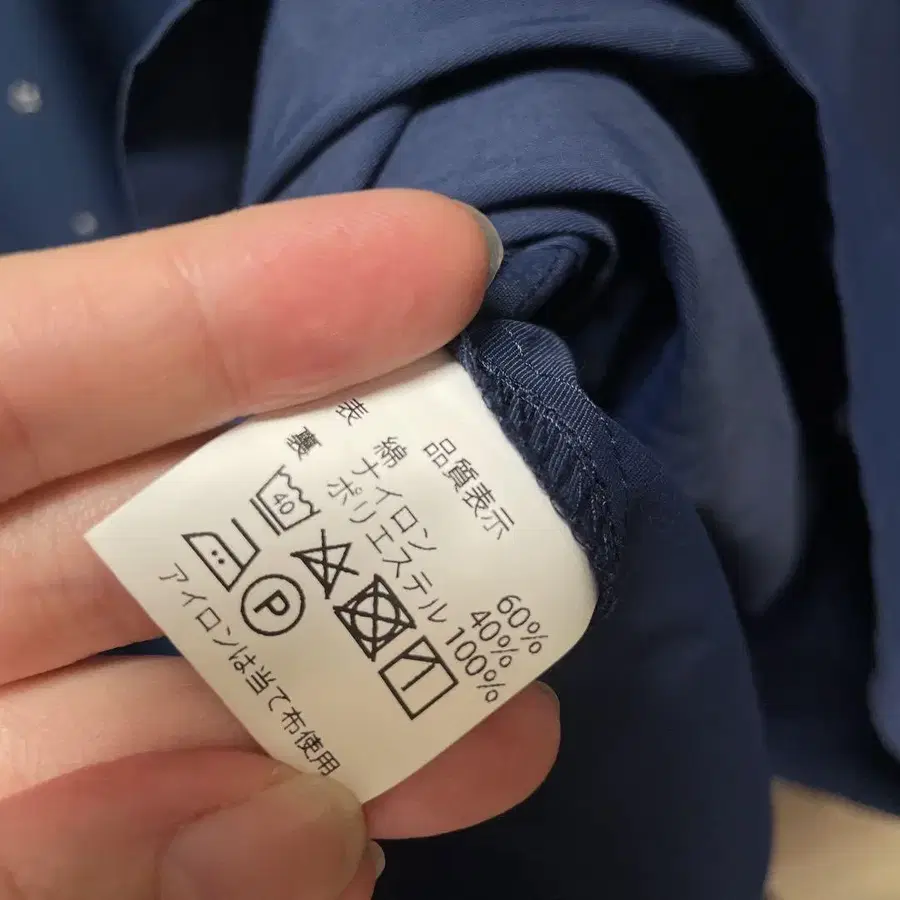 品質表示
表 綿 60%
ナイロン 40%
裏 ポリエステル 100%
40
P
アイロンは当て布使用